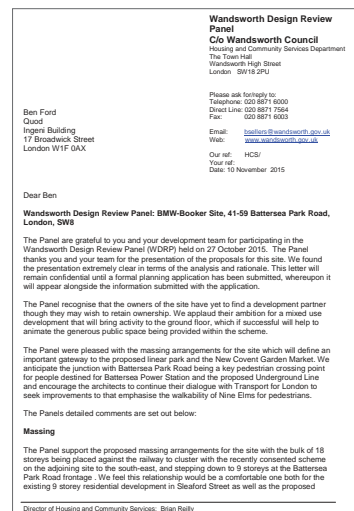 Wandsworth Design Review
Panel
C/o Wandsworth Council
Housing and Community Services Department
The Town Hall
Wandsworth High Street
London SW18 2PU
Please ask for/reply to:
Telephone: 020 8871 6000
Direct Line: 020 8871 7564
Fax: 020 8871 6003
Email: bsellers@wandsworth.gov.uk
Web: www.wandsworth.gov.uk
Our ref: HCS/
Your ref:
Date: 10 November 2015
Ben Ford
Quod
Ingeni Building
17 Broadwick Street
London W1F 0AX
Dear Ben
Wandsworth Design Review Panel: BMW-Booker Site, 41-59 Battersea Park Road,
London, SW8
The Panel are grateful to you and your development team for participating in the
Wandsworth Design Review Panel (WDRP) held on 27 October 2015. The Panel
thanks you and your team for the presentation of the proposals for this site. We found
the presentation extremely clear in terms of the analysis and rationale. This letter will
remain confidential until a formal planning application has been submitted, whereupon it
will appear alongside the information submitted with the application.
The Panel recognise that the owners of the site have yet to find a development partner
though they may wish to retain ownership. We applaud their ambition for a mixed use
development that will bring activity to the ground floor, which if successful will help to
animate the generous public space being provided within the scheme.
The Panel were pleased with the massing arrangements for the site which will define an
important gateway to the proposed linear park and the New Covent Garden Market. We
anticipate the junction with Battersea Park Road being a key pedestrian crossing point
for people destined for Battersea Power Station and the proposed Underground Line
and encourage the architects to continue their dialogue with Transport for London to
seek improvements to that emphasise the walkability of Nine Elms for pedestrians.
The Panels detailed comments are set out below:
Massing
The Panel support the proposed massing arrangements for the site with the bulk of 18
storeys being placed against the railway to cluster with the recently consented scheme
on the adjoining site to the south-east, and stepping down to 9 storeys at the Battersea
Park Road frontage . We feel this relationship would be a comfortable one both for the
existing 9 storey residential development in Sleaford Street as well as the proposed
Director of Housing and Community Services: Brian Reilly